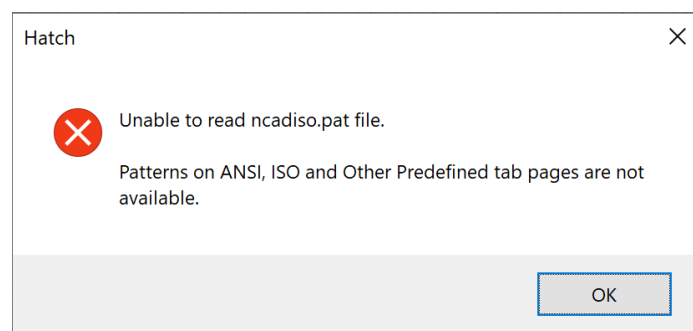 Hatch
Unable to read ncadiso.pat file.
Patterns on ANSI, ISO and Other Predefined tab pages are not
available.
OK